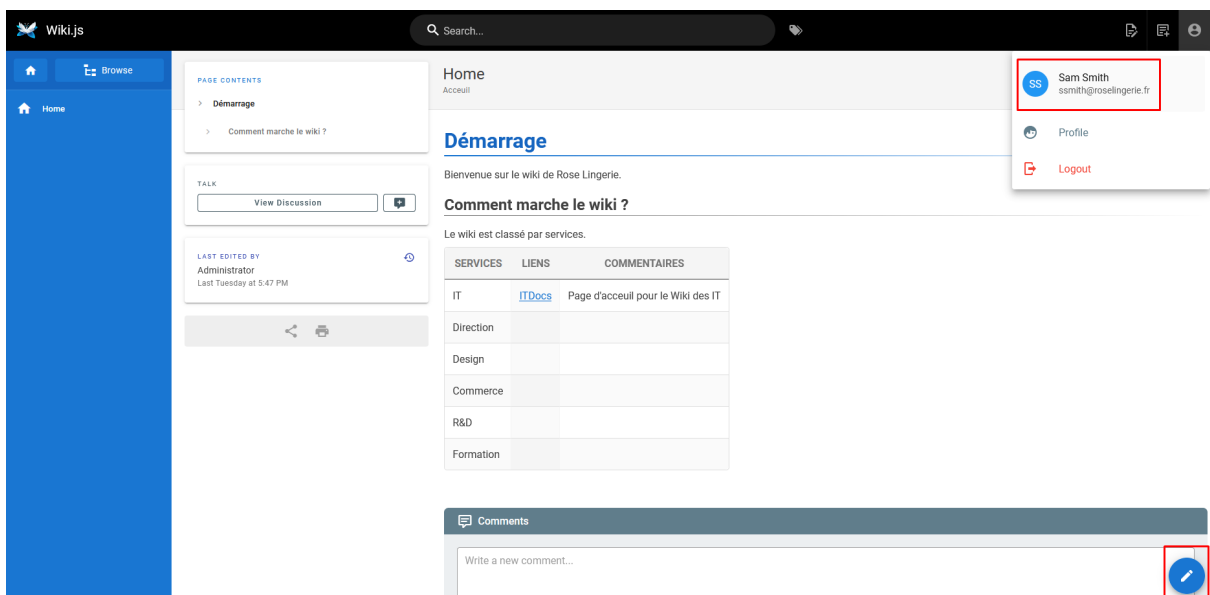 Wiki.js
Search...
Browse
Home
PAGE CONTENTS
Démarrage
Comment marche le wiki ?
TALK
View Discussion
LAST EDITED BY
Administrator
Last Tuesday at 5:47 PM
Home
Acceuil
Démarrage
Bienvenue sur le wiki de Rose Lingerie.
Comment marche le wiki ?
Le wiki est classé par services.
SERVICES LIENS COMMENTAIRES
IT ITDocs Page d'acceuil pour le Wiki des IT
Direction
Design
Commerce
R&D
Formation
Comments
Write a new comment...
SS
Sam Smith
ssmith@roselingerie.fr
Profile
Logout